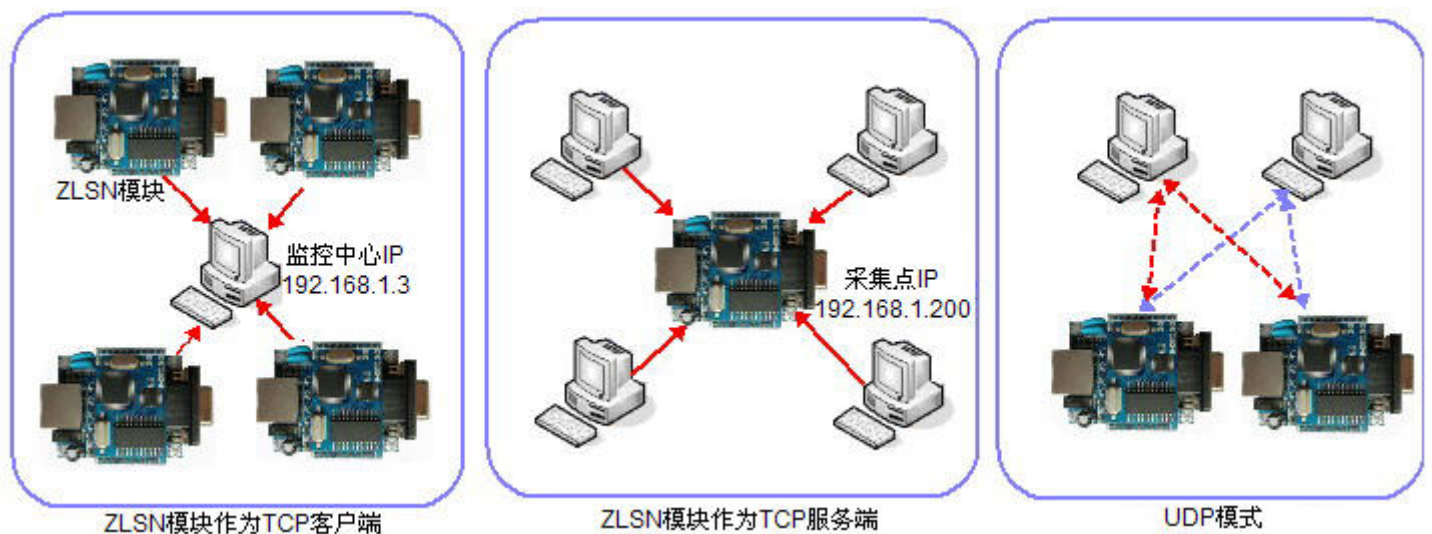 ZLSN模块
监控中心IP
192.168.1.3
ZLSN模块作为TCP客户端
采集点IP
192.168.1.200
ZLSN模块作为TCP服务端
UDP模式